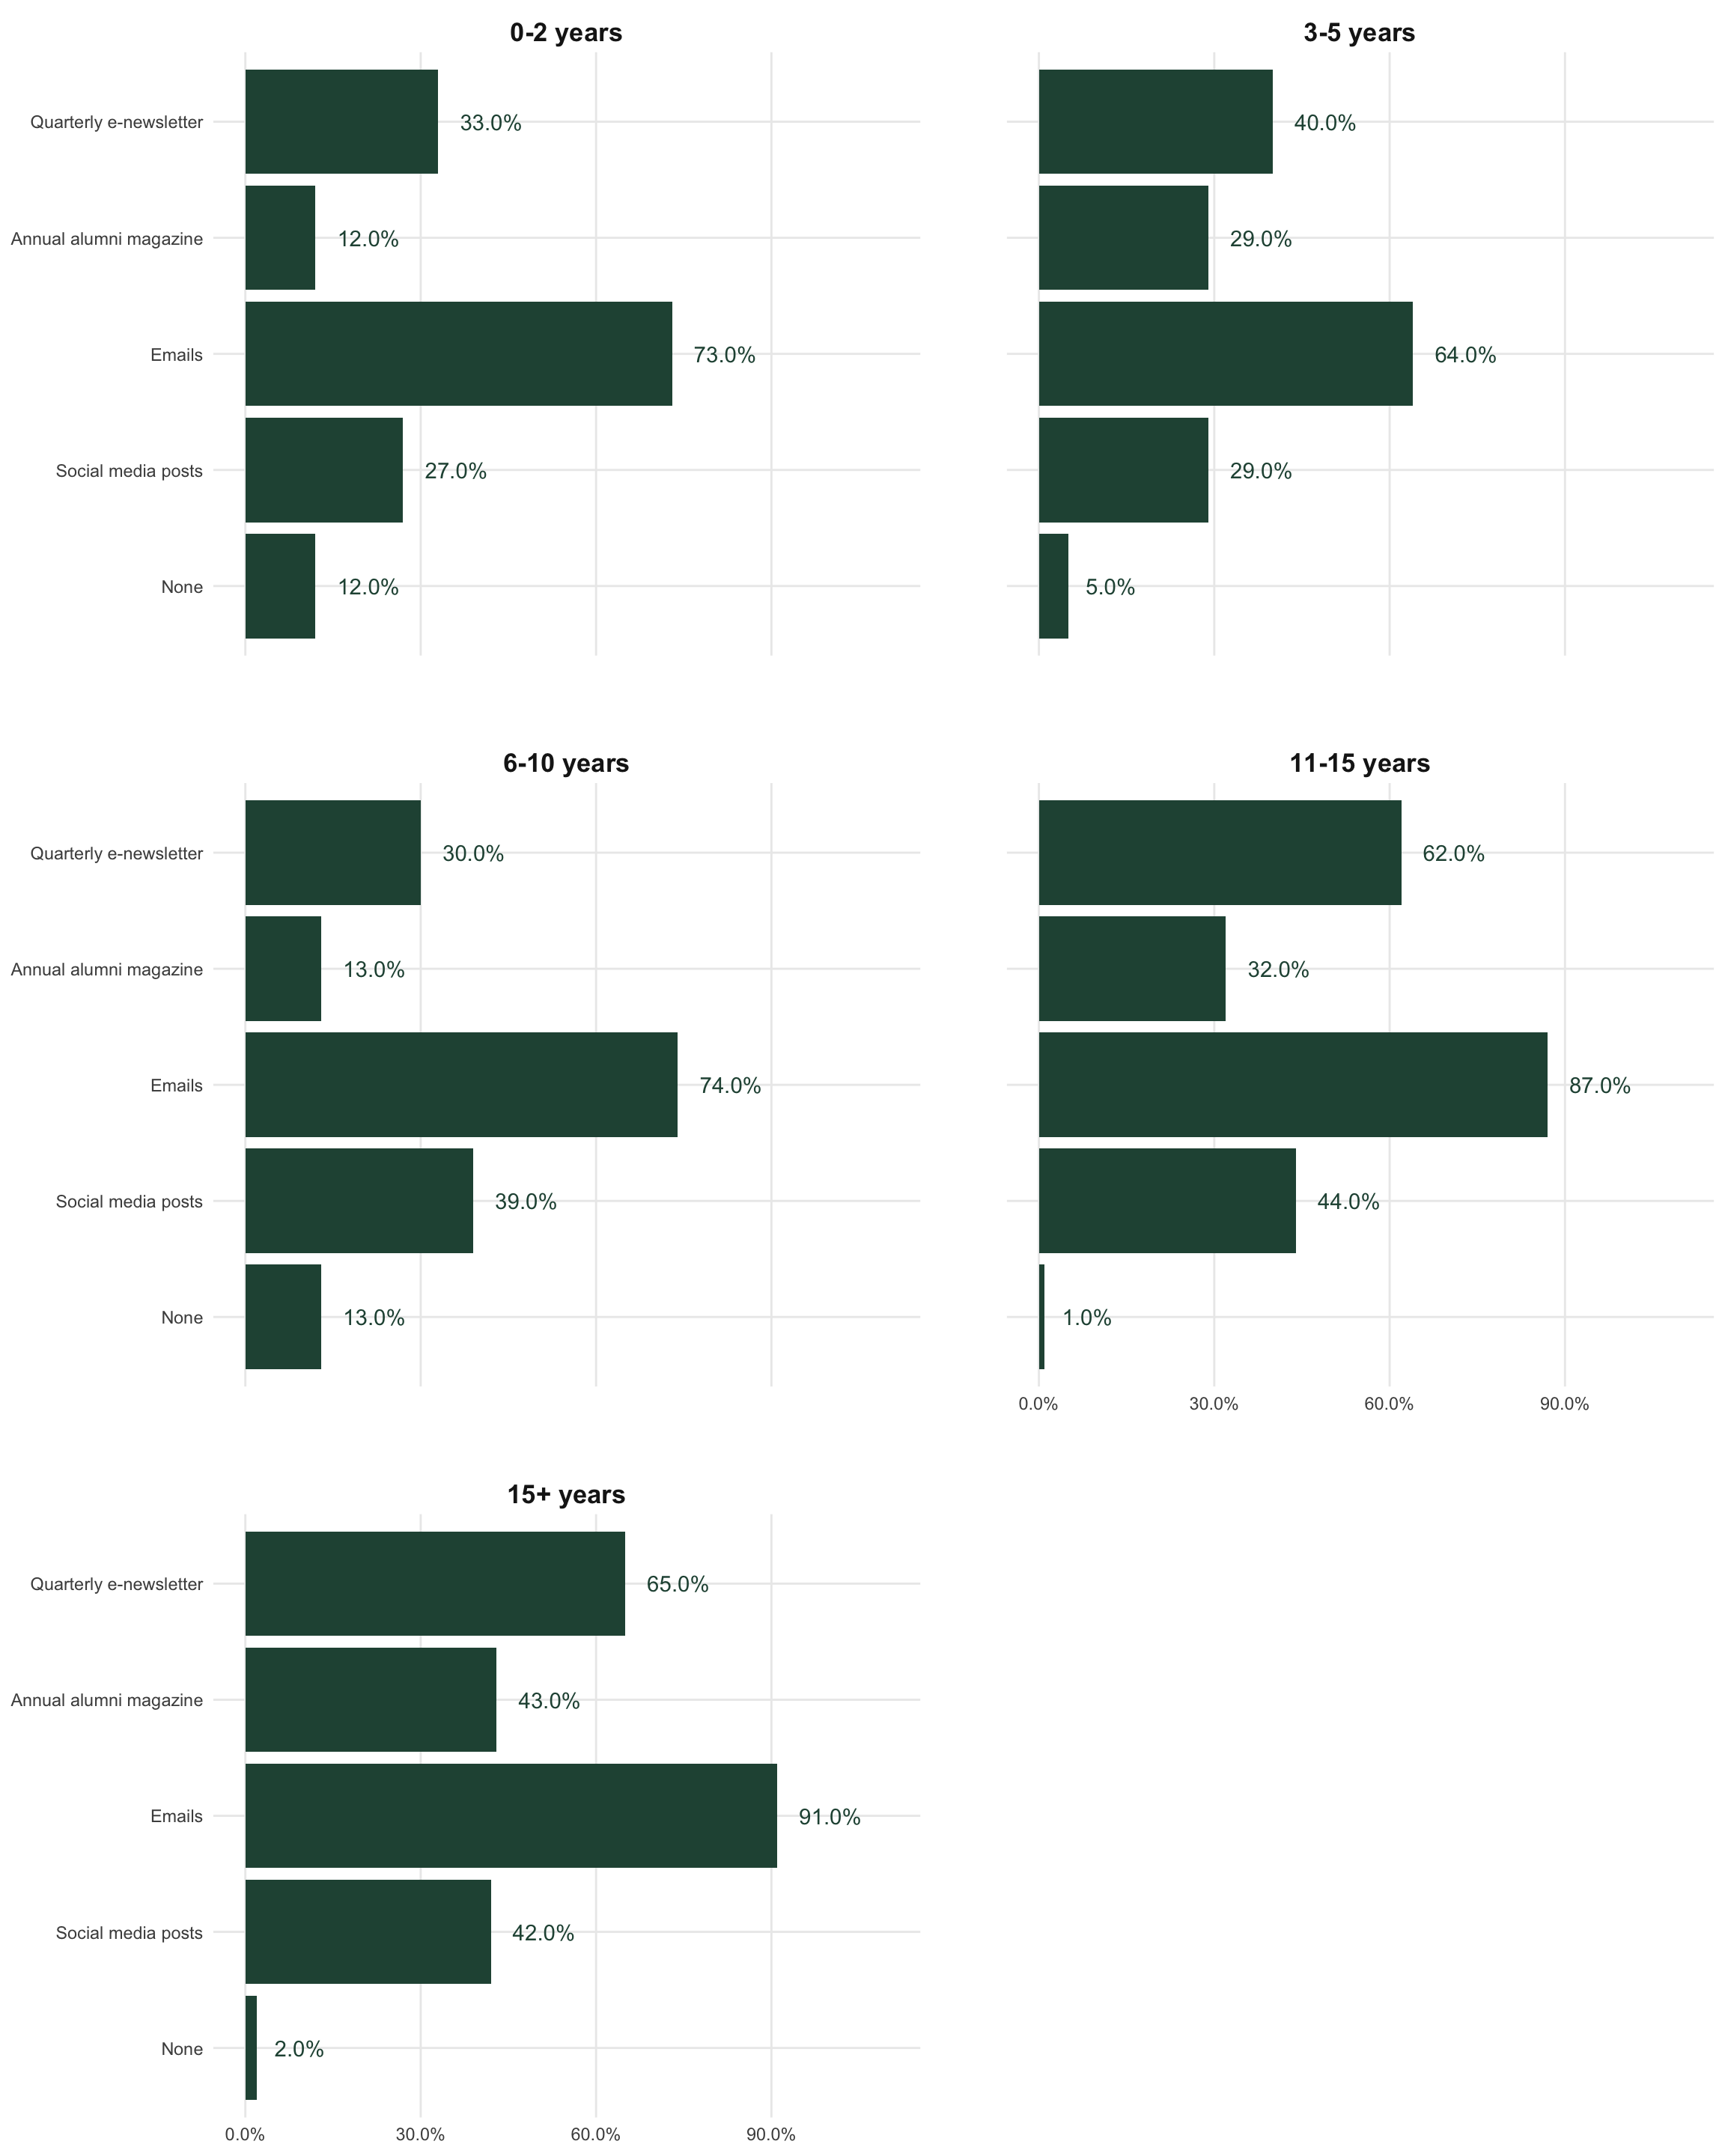 0-2 years
3-5 years
Quarterly e-newsletter
33.0%
40.0%
Annual alumni magazine
12.0%
29.0%
Emails
73.0%
64.0%
Social media posts
27.0%
29.0%
None
12.0%
5.0%
6-10 years
11-15 years
Quarterly e-newsletter
30.0%
62.0%
Annual alumni magazine
13.0%
32.0%
Emails
74.0%
87.0%
Social media posts
39.0%
44.0%
None
13.0%
1.0%
0.0% 30.0% 60.0% 90.0%
15+ years
Quarterly e-newsletter
65.0%
Annual alumni magazine
43.0%
Emails
91.0%
Social media posts
42.0%
None
2.0%
0.0% 30.0% 60.0% 90.0%